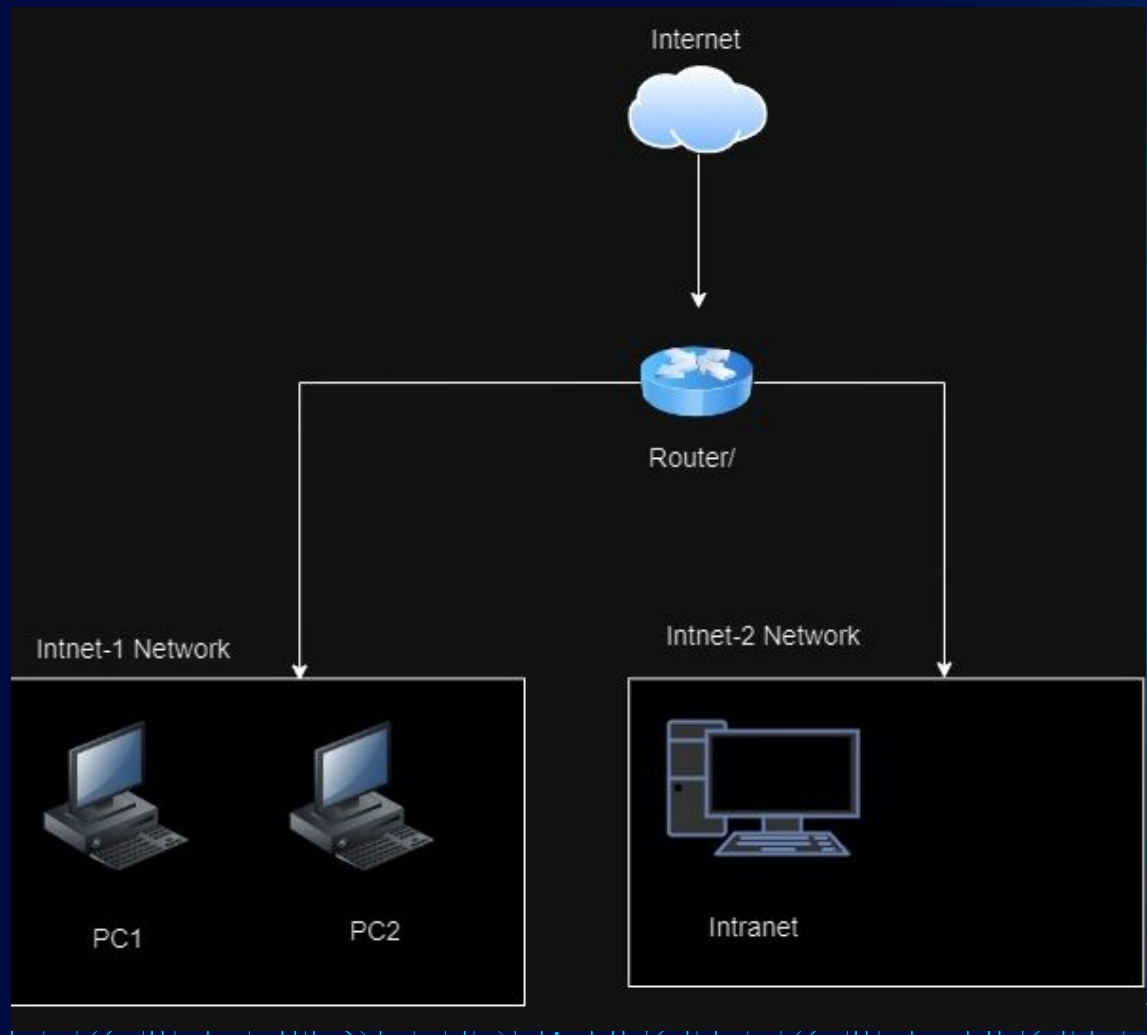 Internet
Router/
Intnet-1 Network
Intnet-2 Network
PC1
PC2
Intranet